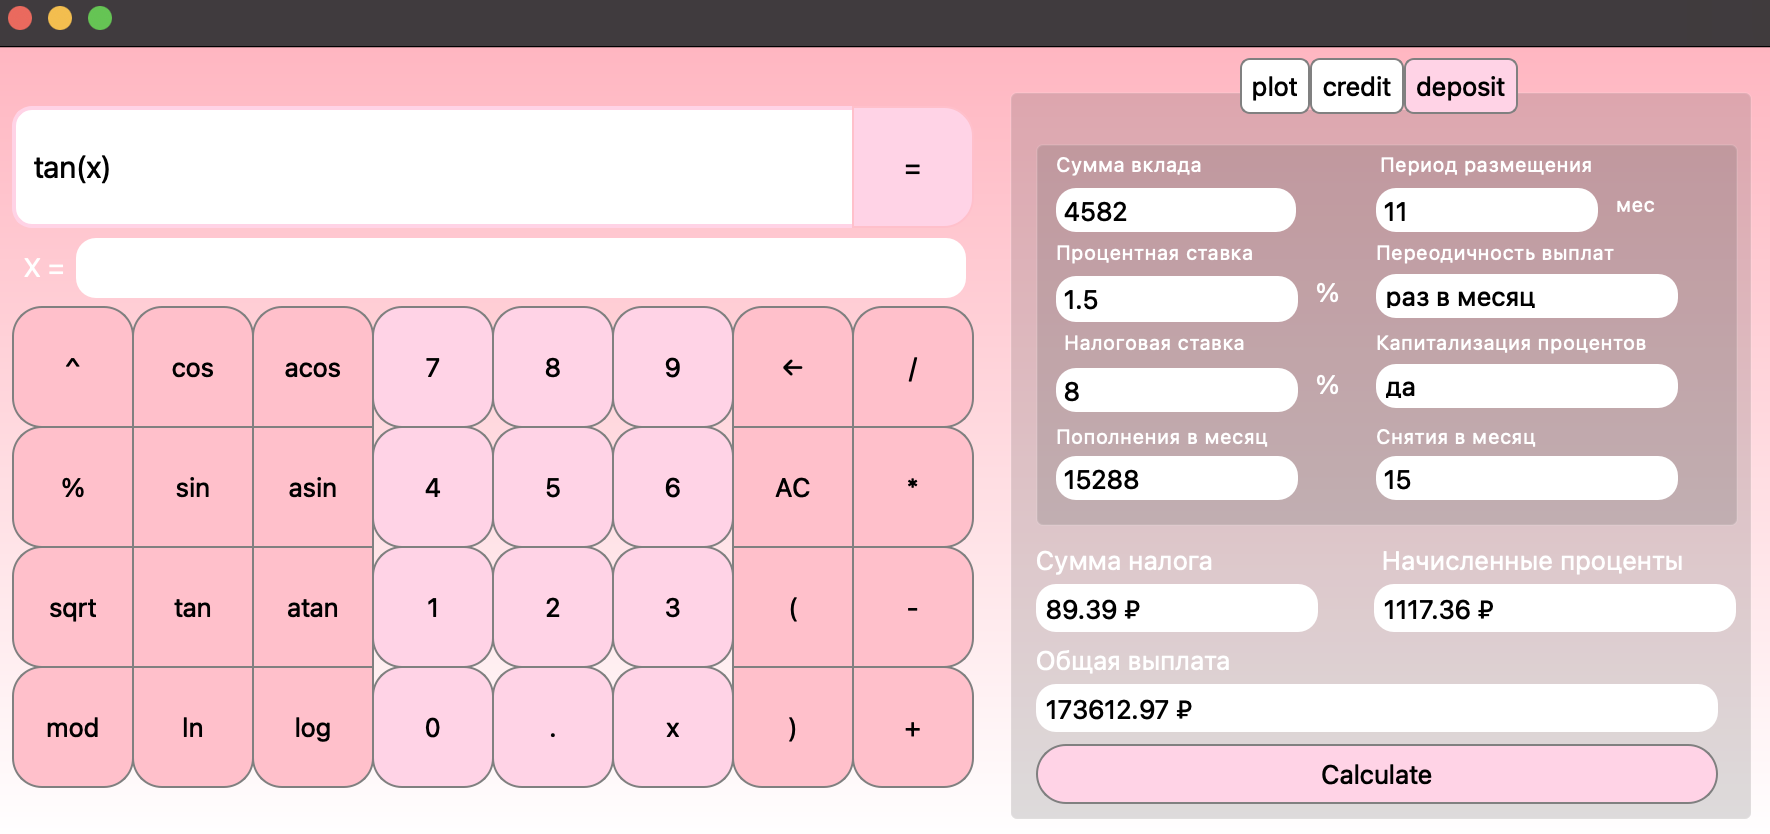 plot credit deposit
tan(x) =
X =
^ cos acos 7 8 9 ← /
% sin asin 4 5 6 AC *
sqrt tan atan 1 2 3 ( -
mod ln log 0 . x ) +
Сумма вклада Период размещения
4582 11 мес
Процентная ставка Переодичность выплат
1.5 % раз в месяц
Налоговая ставка Капитализация процентов
8 % да
Пополнения в месяц Снятия в месяц
15288 15
Сумма налога Начисленные проценты
89.39 ₽ 1117.36 ₽
Общая выплата
173612.97 ₽
Calculate